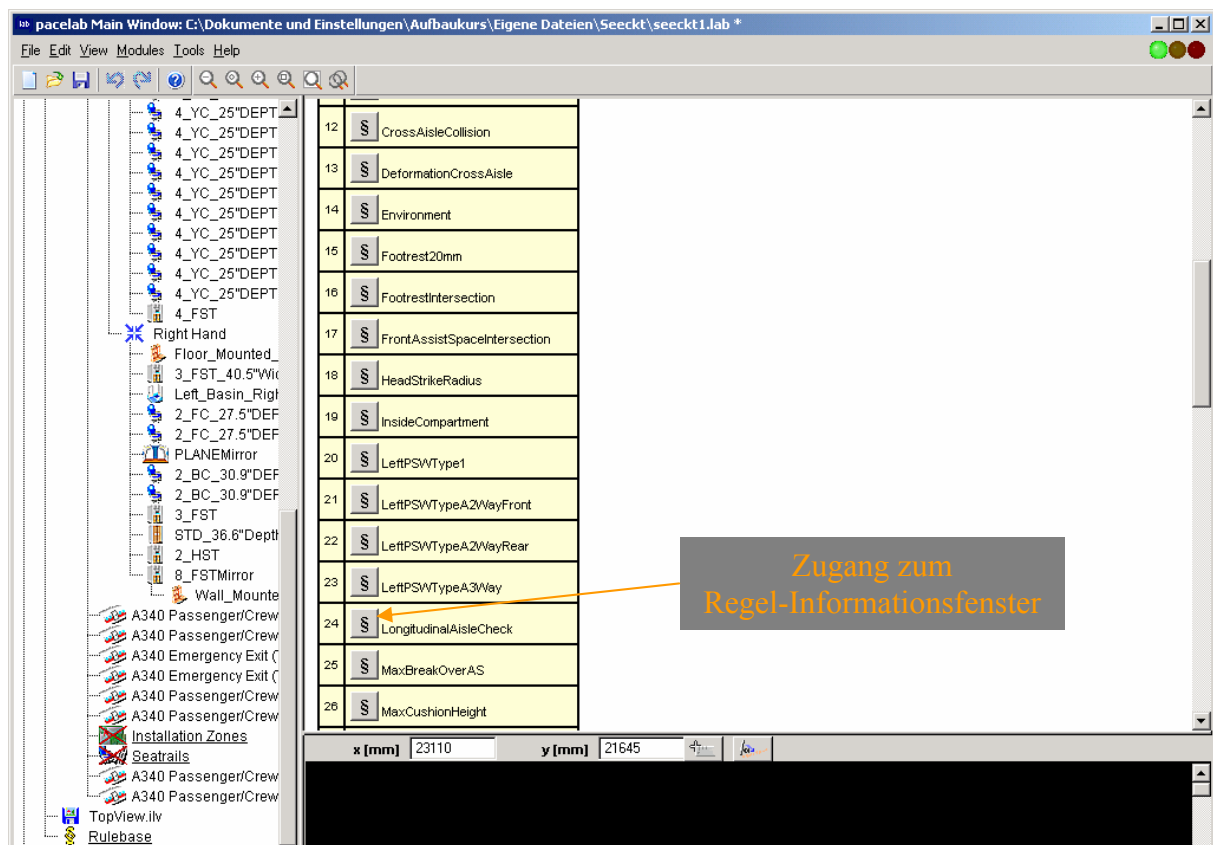 pacelab Main Window: C:\Dokumente und Einstellungen\Aufbaukurs\Eigene Dateien\Seeckt\seeckt1.lab *
File Edit View Modules Tools Help
4_YC_25"DEPT
4_YC_25"DEPT
4_YC_25"DEPT
4_YC_25"DEPT
4_YC_25"DEPT
4_YC_25"DEPT
4_YC_25"DEPT
4_YC_25"DEPT
4_YC_25"DEPT
4_YC_25"DEPT
4_FST
Right Hand
Floor_Mounted_
3_FST_40.5"Wid
Left_Basin_Righ
2_FC_27.5"DEF
2_FC_27.5"DEF
PLANEMirror
2_BC_30.9"DEF
2_BC_30.9"DEF
3_FST
STD_36.6"Depth
2_HST
8_FSTMirror
Wall_Mounte
A340 Passenger/Crew
A340 Passenger/Crew
A340 Emergency Exit (
A340 Emergency Exit (
A340 Passenger/Crew
A340 Passenger/Crew
Installation Zones
Seatrails
A340 Passenger/Crew
A340 Passenger/Crew
TopView.ilv
Rulebase
12 § CrossAisleCollision
13 § DeformationCrossAisle
14 § Environment
15 § Footrest20mm
16 § FootrestIntersection
17 § FrontAssistSpaceIntersection
18 § HeadStrikeRadius
19 § InsideCompartment
20 § LeftPSWType1
21 § LeftPSWTypeA2WayFront
22 § LeftPSWTypeA2WayRear
23 § LeftPSWTypeA3Way
24 § LongitudinalAisleCheck
25 § MaxBreakOverAS
26 § MaxCushionHeight
Zugang zum
Regel-Informationsfenster
x [mm] 23110 y [mm] 21645